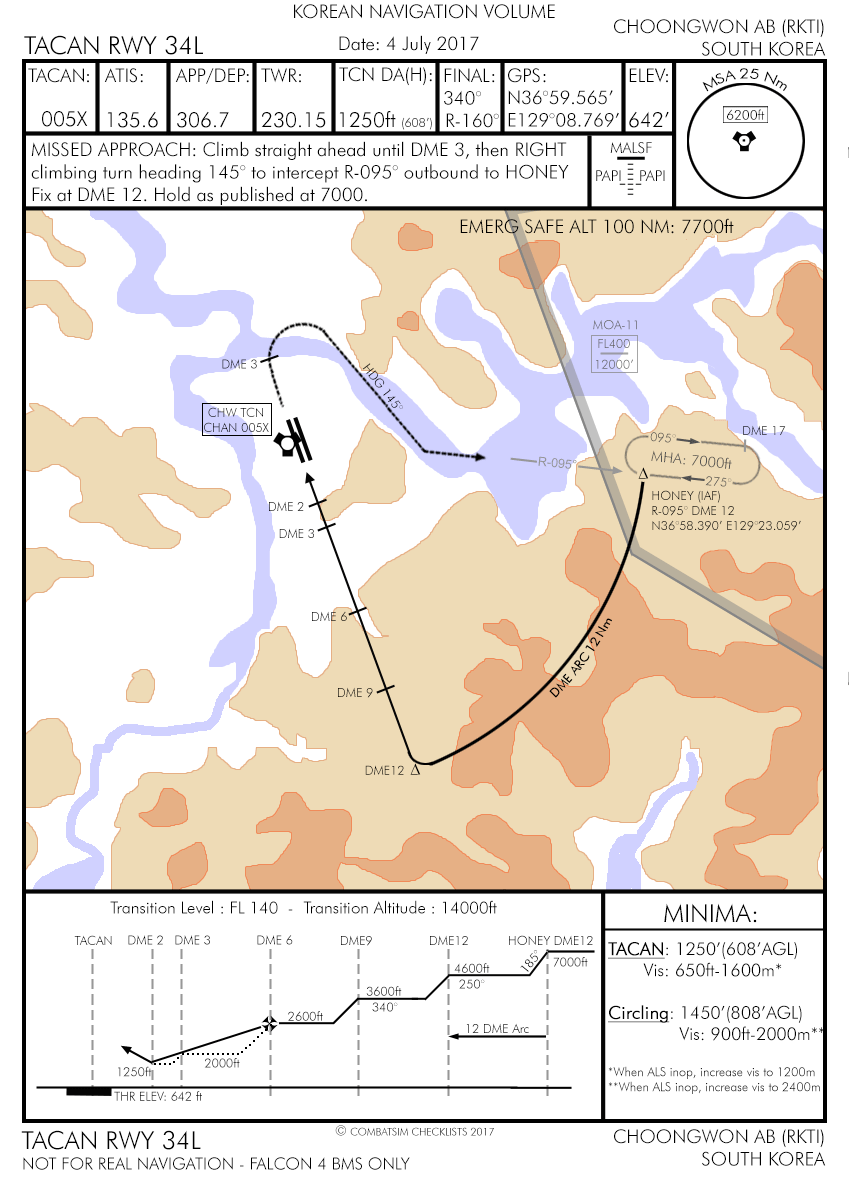 KOREAN NAVIGATION VOLUME
TACAN RWY 34L
Date: 4 July 2017
CHOONGWON AB (RKTI)
SOUTH KOREA
TACAN:
005X
ATIS:
135.6
APP/DEP:
306.7
TWR:
230.15
TCN DA(H):
1250ft (608')
FINAL:
340°
R-160°
GPS:
N36°59.565'
E129°08.769'
ELEV:
642'
MSA 25 Nm
6200ft
MISSED APPROACH: Climb straight ahead until DME 3, then RIGHT
climbing turn heading 145° to intercept R-095° outbound to HONEY
Fix at DME 12. Hold as published at 7000.
MALSF
PAPI PAPI
EMERG SAFE ALT 100 NM: 7700ft
MOA-11
FL400
12000'
DME 3
HDG 145°
CHW TCN
CHAN 005X
095°
DME 17
MHA: 7000ft
R-095°
275°
HONEY (IAF)
R-095° DME 12
N36°58.390' E129°23.059'
DME 2
DME 3
DME 6
DME ARC 12 Nm
DME 9
DME12
Transition Level : FL 140 - Transition Altitude : 14000ft
TACAN DME 2 DME 3 DME 6 DME9 DME12 HONEY DME12
185°
7000ft
4600ft
250°
3600ft
340°
2600ft
12 DME Arc
2000ft
1250ft
THR ELEV: 642 ft
MINIMA:
TACAN: 1250'(608'AGL)
Vis: 650ft-1600m*
Circling: 1450'(808'AGL)
Vis: 900ft-2000m**
*When ALS inop, increase vis to 1200m
**When ALS inop, increase vis to 2400m
TACAN RWY 34L
NOT FOR REAL NAVIGATION - FALCON 4 BMS ONLY
© COMBATSIM CHECKLISTS 2017
CHOONGWON AB (RKTI)
SOUTH KOREA